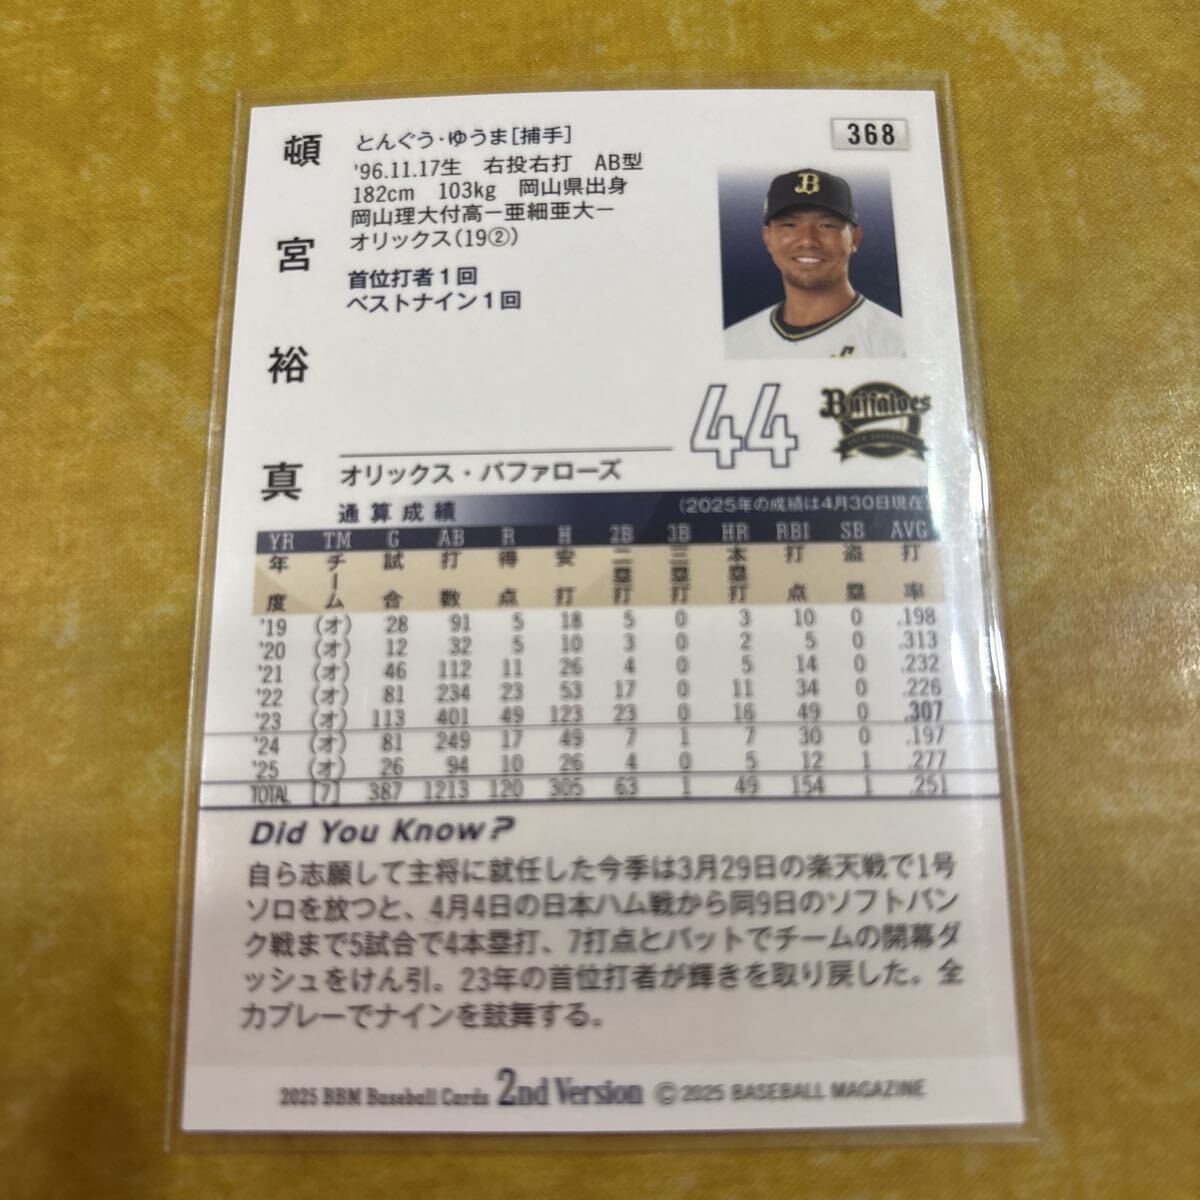 368
頓宮裕真
とんぐう・ゆうま[捕手]
'96.11.17生 右投右打 AB型
182cm 103kg 岡山県出身
岡山理大付高ー亜細亜大ー
オリックス(19②)
首位打者1回
ベストナイン1回
B
44
Buffaloes
オリックス・バファローズ
通算成績 (2025年の成績は4月30日現在)
YR TM G AB R H 2B 3B HR RBI SB AVG
年度 チーム 試合 打数 得点 安打 二塁打 三塁打 本塁打 打点 盗塁 打率
'19 (オ) 28 91 5 18 5 0 3 10 0 .198
'20 (オ) 12 32 5 10 3 0 2 5 0 .313
'21 (オ) 46 112 11 26 4 0 5 14 0 .232
'22 (オ) 81 234 23 53 17 0 11 34 0 .226
'23 (オ) 113 401 49 123 23 0 16 49 0 .307
'24 (オ) 81 249 17 49 7 1 7 30 0 .197
'25 (オ) 26 94 10 26 4 0 5 12 1 .277
TOTAL [7] 387 1213 120 305 63 1 49 154 1 .251
Did You Know?
自ら志願して主将に就任した今季は3月29日の楽天戦で1号
ソロを放つと、4月4日の日本ハム戦から同9日のソフトバン
ク戦まで5試合で4本塁打、7打点とバットでチームの開幕ダ
ッシュをけん引。23年の首位打者が輝きを取り戻した。全
力プレーでナインを鼓舞する。
2025 BBM Baseball Cards 2nd Version ©2025 BASEBALL MAGAZINE